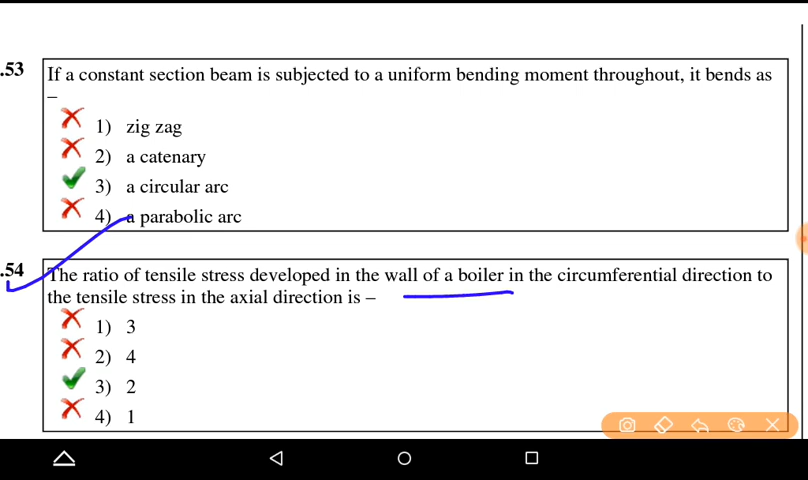 .53 If a constant section beam is subjected to a uniform bending moment throughout, it bends as
–
1) zig zag
2) a catenary
3) a circular arc
4) a parabolic arc
.54 The ratio of tensile stress developed in the wall of a boiler in the circumferential direction to
the tensile stress in the axial direction is –
1) 3
2) 4
3) 2
4) 1